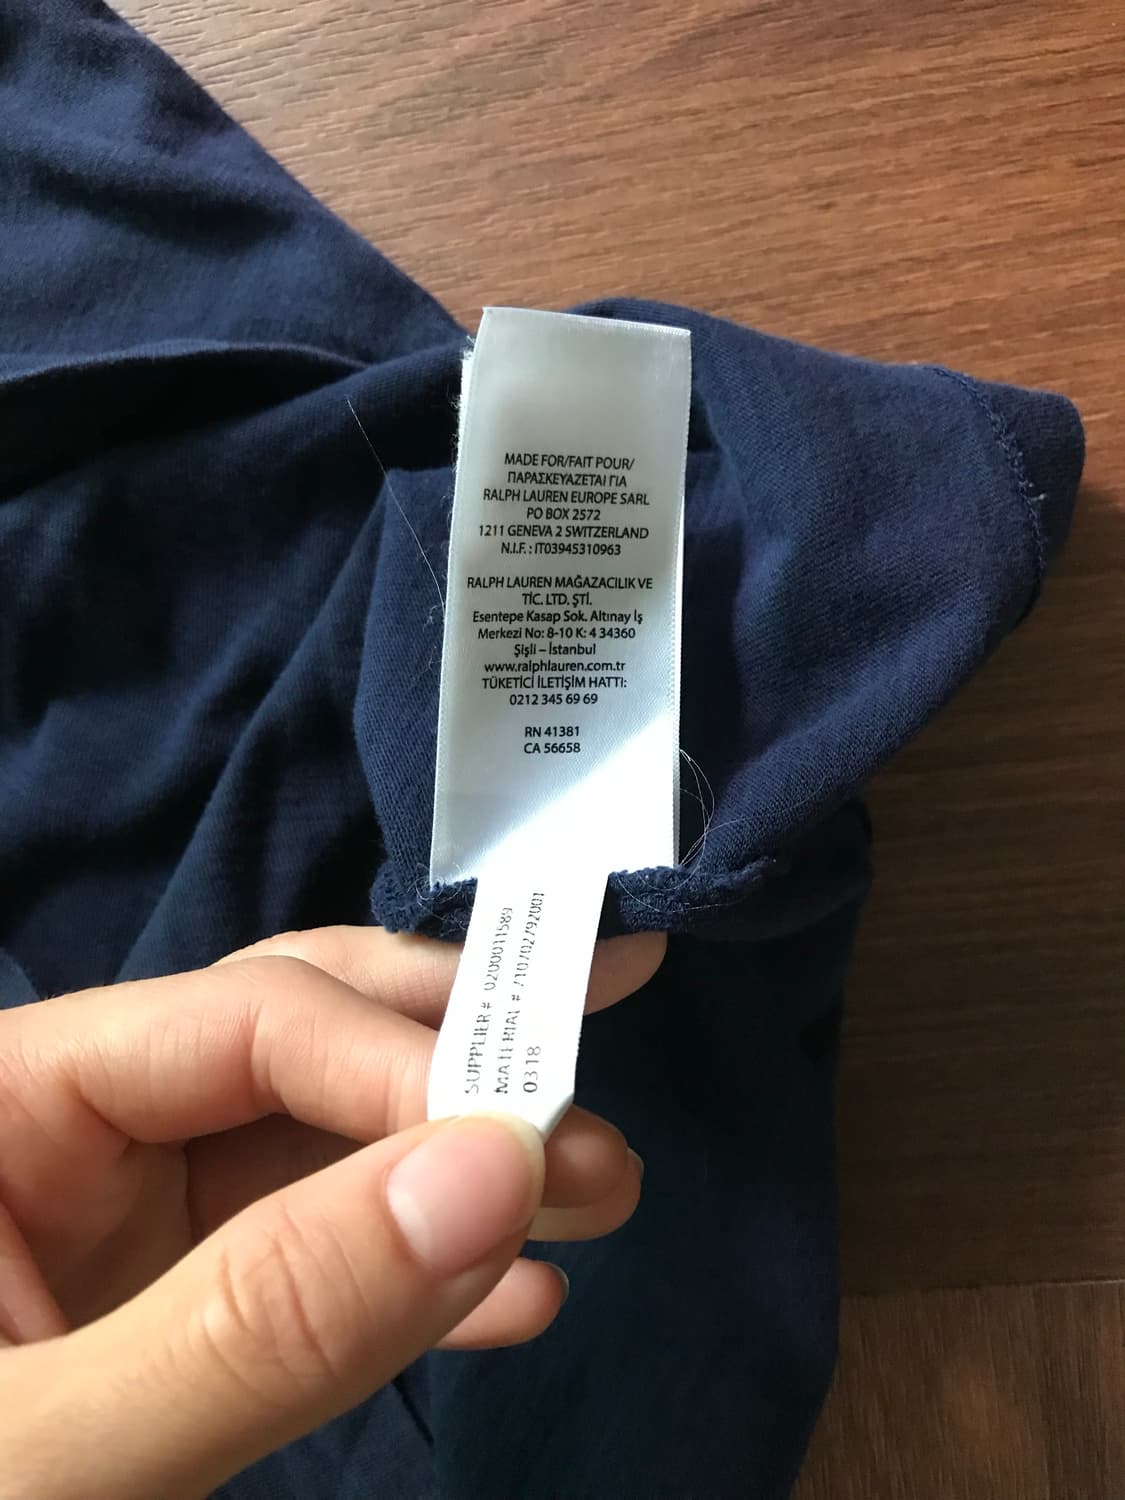 MADE FOR/FAIT POUR/
ΠΑΡΑΣΚΕΥΑΖΕΤΑΙ ΓΙΑ
RALPH LAUREN EUROPE SARL
PO BOX 2572
1211 GENEVA 2 SWITZERLAND
N.I.F. : IT03945310963
RALPH LAUREN MAĞAZACILIK VE
TİC. LTD. ŞTİ.
Esentepe Kasap Sok. Altınay İş
Merkezi No: 8-10 K: 4 34360
Şişli – İstanbul
www.ralphlauren.com.tr
TÜKETİCİ İLETİŞİM HATTI:
0212 345 69 69
RN 41381
CA 56658
SUPPLIER # 0200011589
MATERIAL #
0318